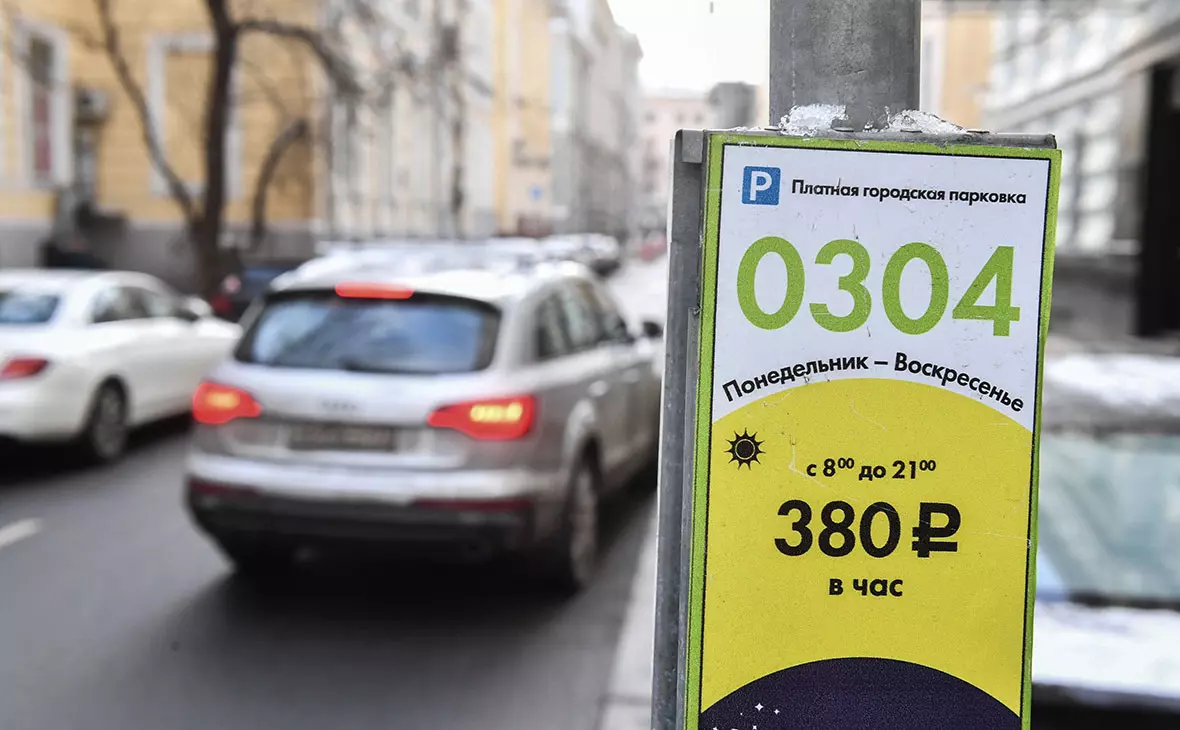 P Платная городская парковка
0304
Понедельник – Воскресенье
с 8⁰⁰ до 21⁰⁰
380 ₽
в час